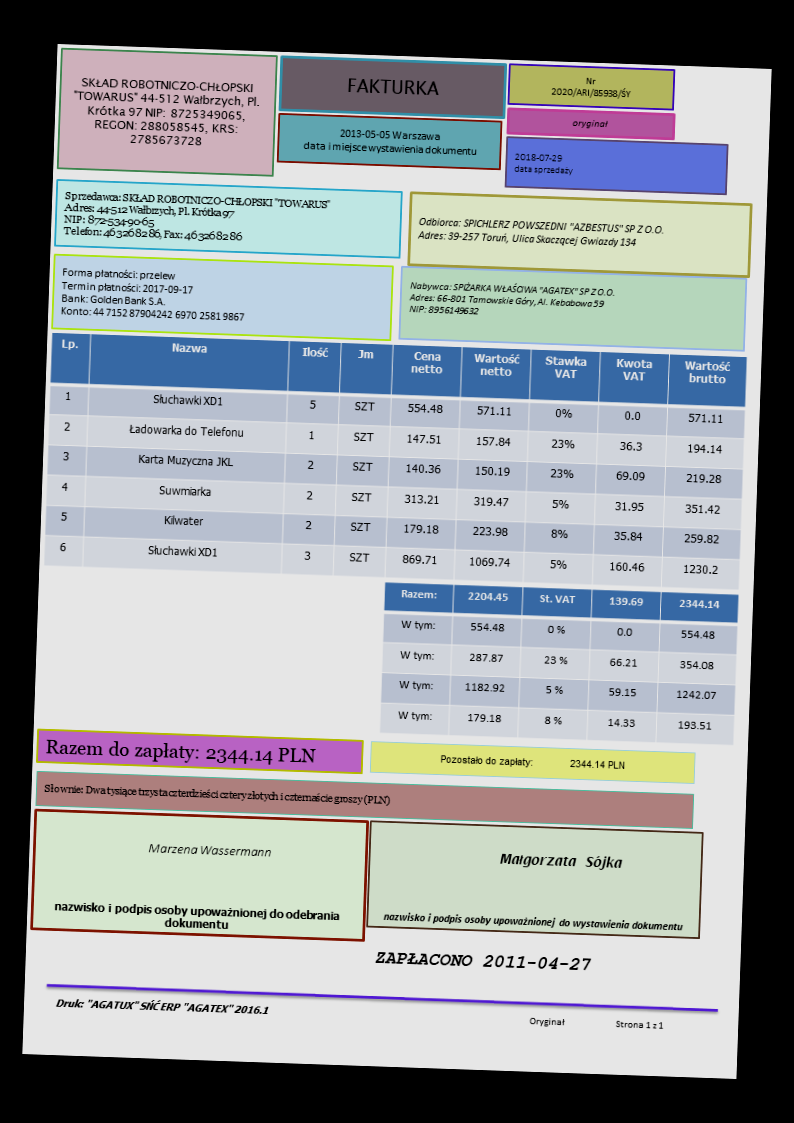 SKŁAD ROBOTNICZO-CHŁOPSKI
"TOWARUS" 44-512 Wałbrzych, Pl.
Krótka 97 NIP: 8725349065,
REGON: 288058545, KRS:
2785673728
FAKTURKA
Nr
2020/ARI/85938/ŚY
2013-05-05 Warszawa
data i miejsce wystawienia dokumentu
oryginał
2018-07-29
data sprzedaży
Sprzedawca: SKŁAD ROBOTNICZO-CHŁOPSKI "TOWARUS"
Adres: 44-512 Wałbrzych, Pl. Krótka 97
NIP: 872-534-90-65
Telefon: 463268286, Fax: 463268286
Odbiorca: SPICHLERZ POWSZEDNI "AZBESTUS" SP Z O.O.
Adres: 39-257 Toruń, Ulica Skaczącej Gwiazdy 134
Forma płatności: przelew
Termin płatności: 2017-09-17
Bank: Golden Bank S.A.
Konto: 44 7152 87904242 6970 2581 9867
Nabywca: SPIŻARKA WŁAŚCIWA "AGATEX" SP Z O.O.
Adres: 66-801 Tarnowskie Góry, Al. Kebabowa 59
NIP: 8956149632
Lp. Nazwa Ilość Jm Cena netto Wartość netto Stawka VAT Kwota VAT Wartość brutto
1 Słuchawki XD1 5 SZT 554.48 571.11 0% 0.0 571.11
2 Ładowarka do Telefonu 1 SZT 147.51 157.84 23% 36.3 194.14
3 Karta Muzyczna JKL 2 SZT 140.36 150.19 23% 69.09 219.28
4 Suwmiarka 2 SZT 313.21 319.47 5% 31.95 351.42
5 Kilwater 2 SZT 179.18 223.98 8% 35.84 259.82
6 Słuchawki XD1 3 SZT 869.71 1069.74 5% 160.46 1230.2
Razem: 2204.45 St. VAT 139.69 2344.14
W tym: 554.48 0 % 0.0 554.48
W tym: 287.87 23 % 66.21 354.08
W tym: 1182.92 5 % 59.15 1242.07
W tym: 179.18 8 % 14.33 193.51
Razem do zapłaty: 2344.14 PLN
Pozostało do zapłaty: 2344.14 PLN
Słownie: Dwa tysiące trzysta czterdzieści cztery złotych i czternaście groszy (PLN)
Marzena Wassermann
nazwisko i podpis osoby upoważnionej do odebrania
dokumentu
Małgorzata Sójka
nazwisko i podpis osoby upoważnionej do wystawienia dokumentu
ZAPŁACONO 2011-04-27
Druk: "AGATUX" SŃĆ ERP "AGATEX" 2016.1
Oryginał Strona 1 z 1